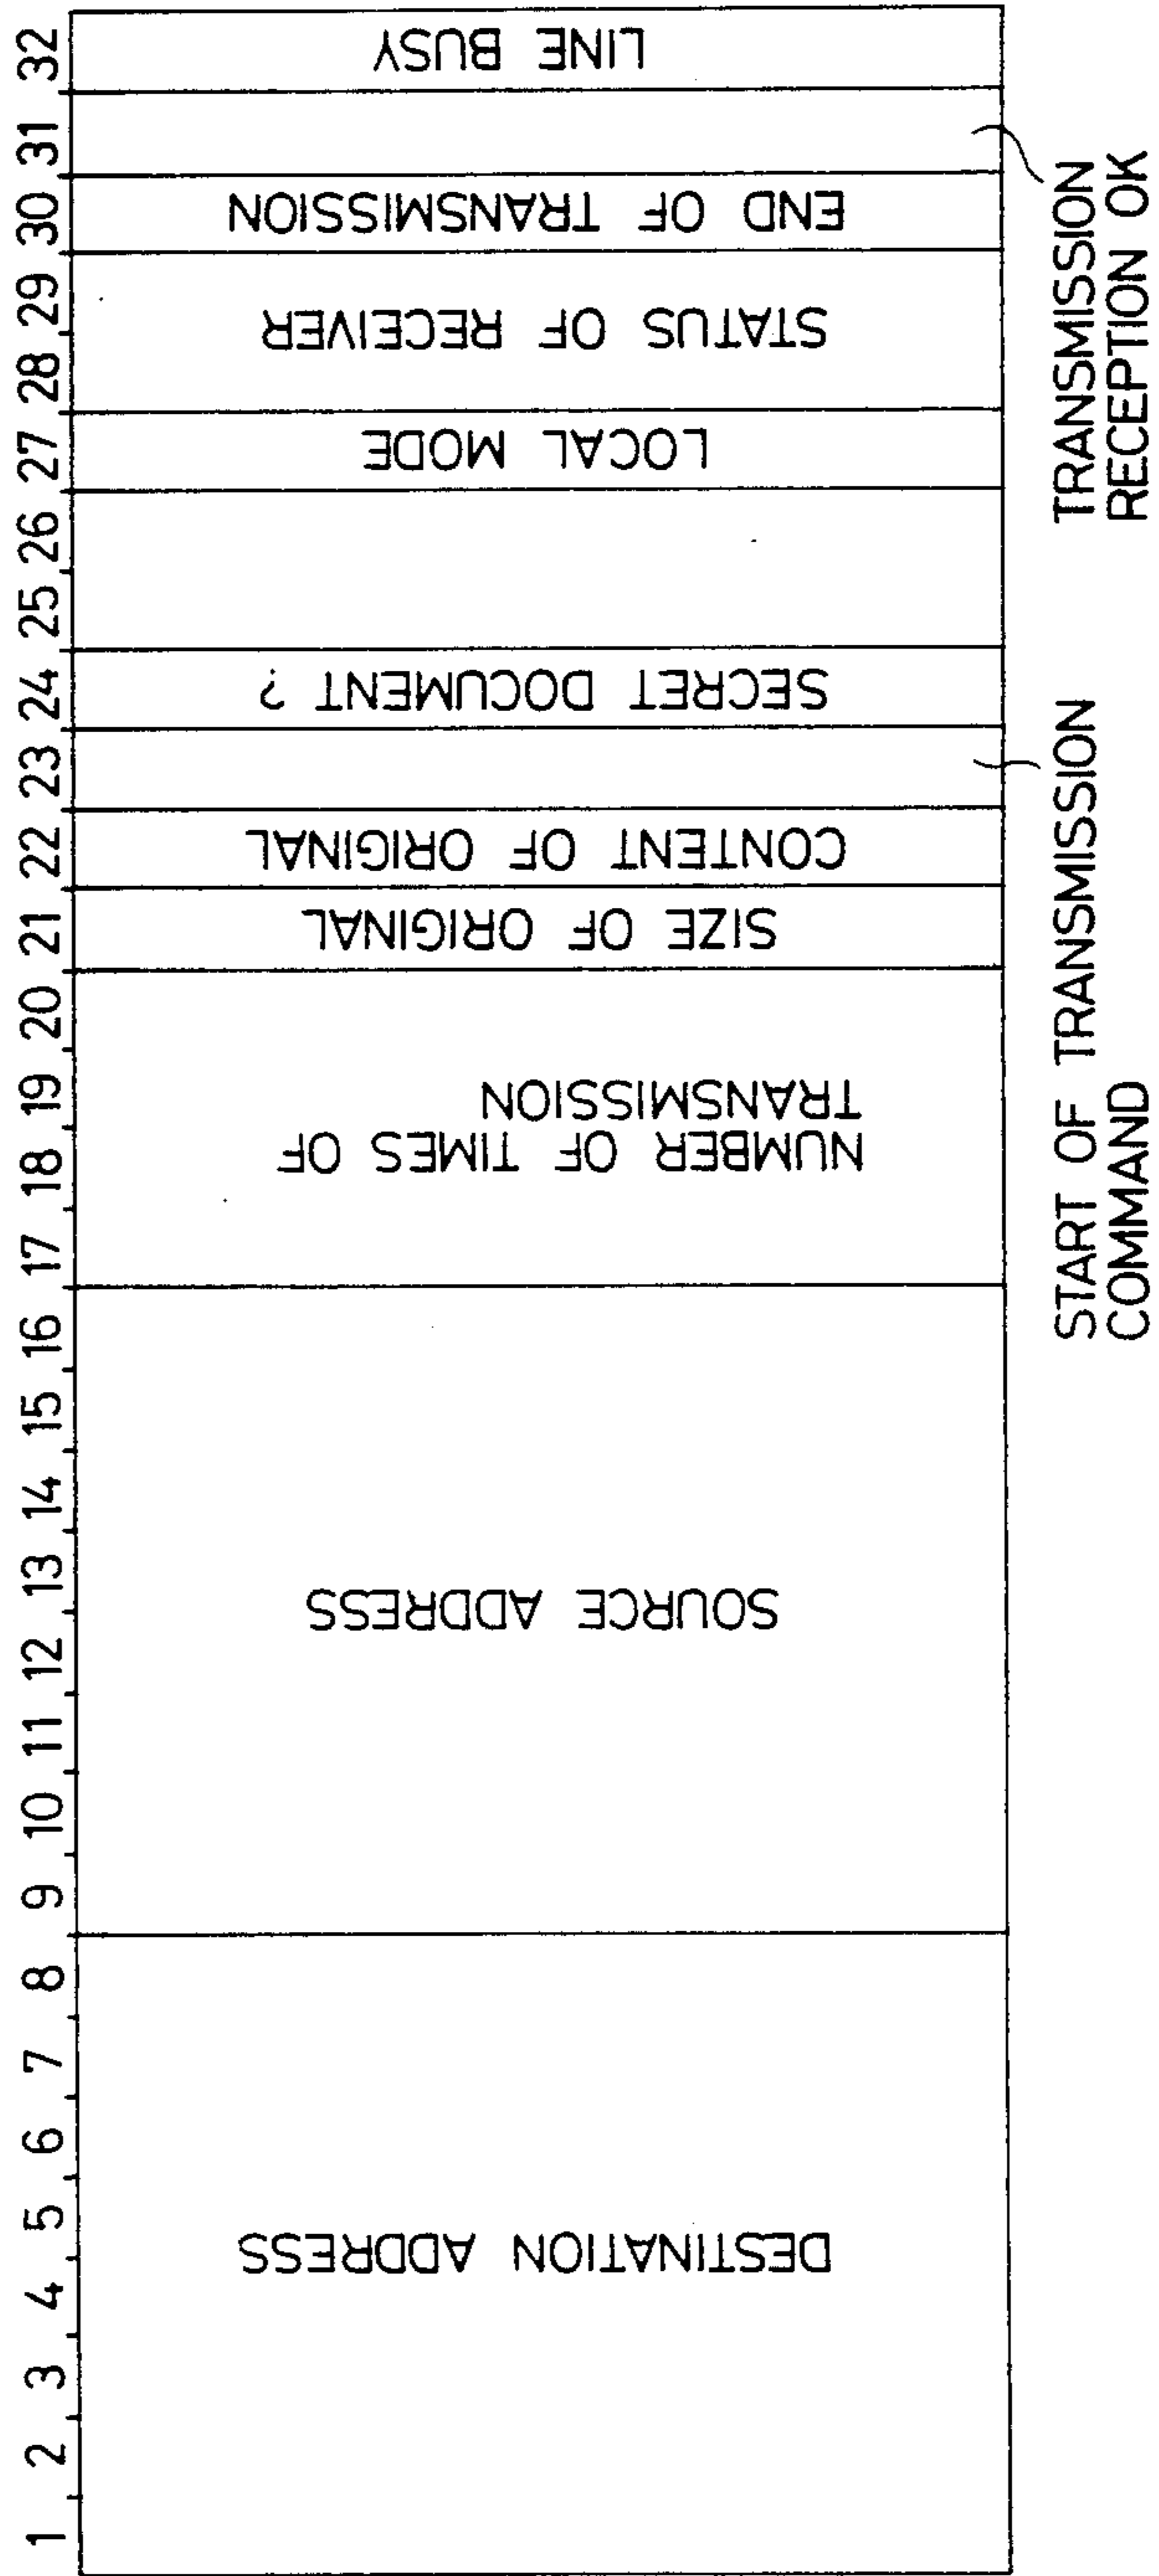 1 2 3 4 5 6 7 8 9 10 11 12 13 14 15 16 17 18 19 20 21 22 23 24 25 26 27 28 29 30 31 32
DESTINATION ADDRESS
SOURCE ADDRESS
NUMBER OF TIMES OF
TRANSMISSION
SIZE OF ORIGINAL
CONTENT OF ORIGINAL
SECRET DOCUMENT ?
LOCAL MODE
STATUS OF RECEIVER
END OF TRANSMISSION
LINE BUSY
START OF TRANSMISSION
COMMAND
TRANSMISSION
RECEPTION OK